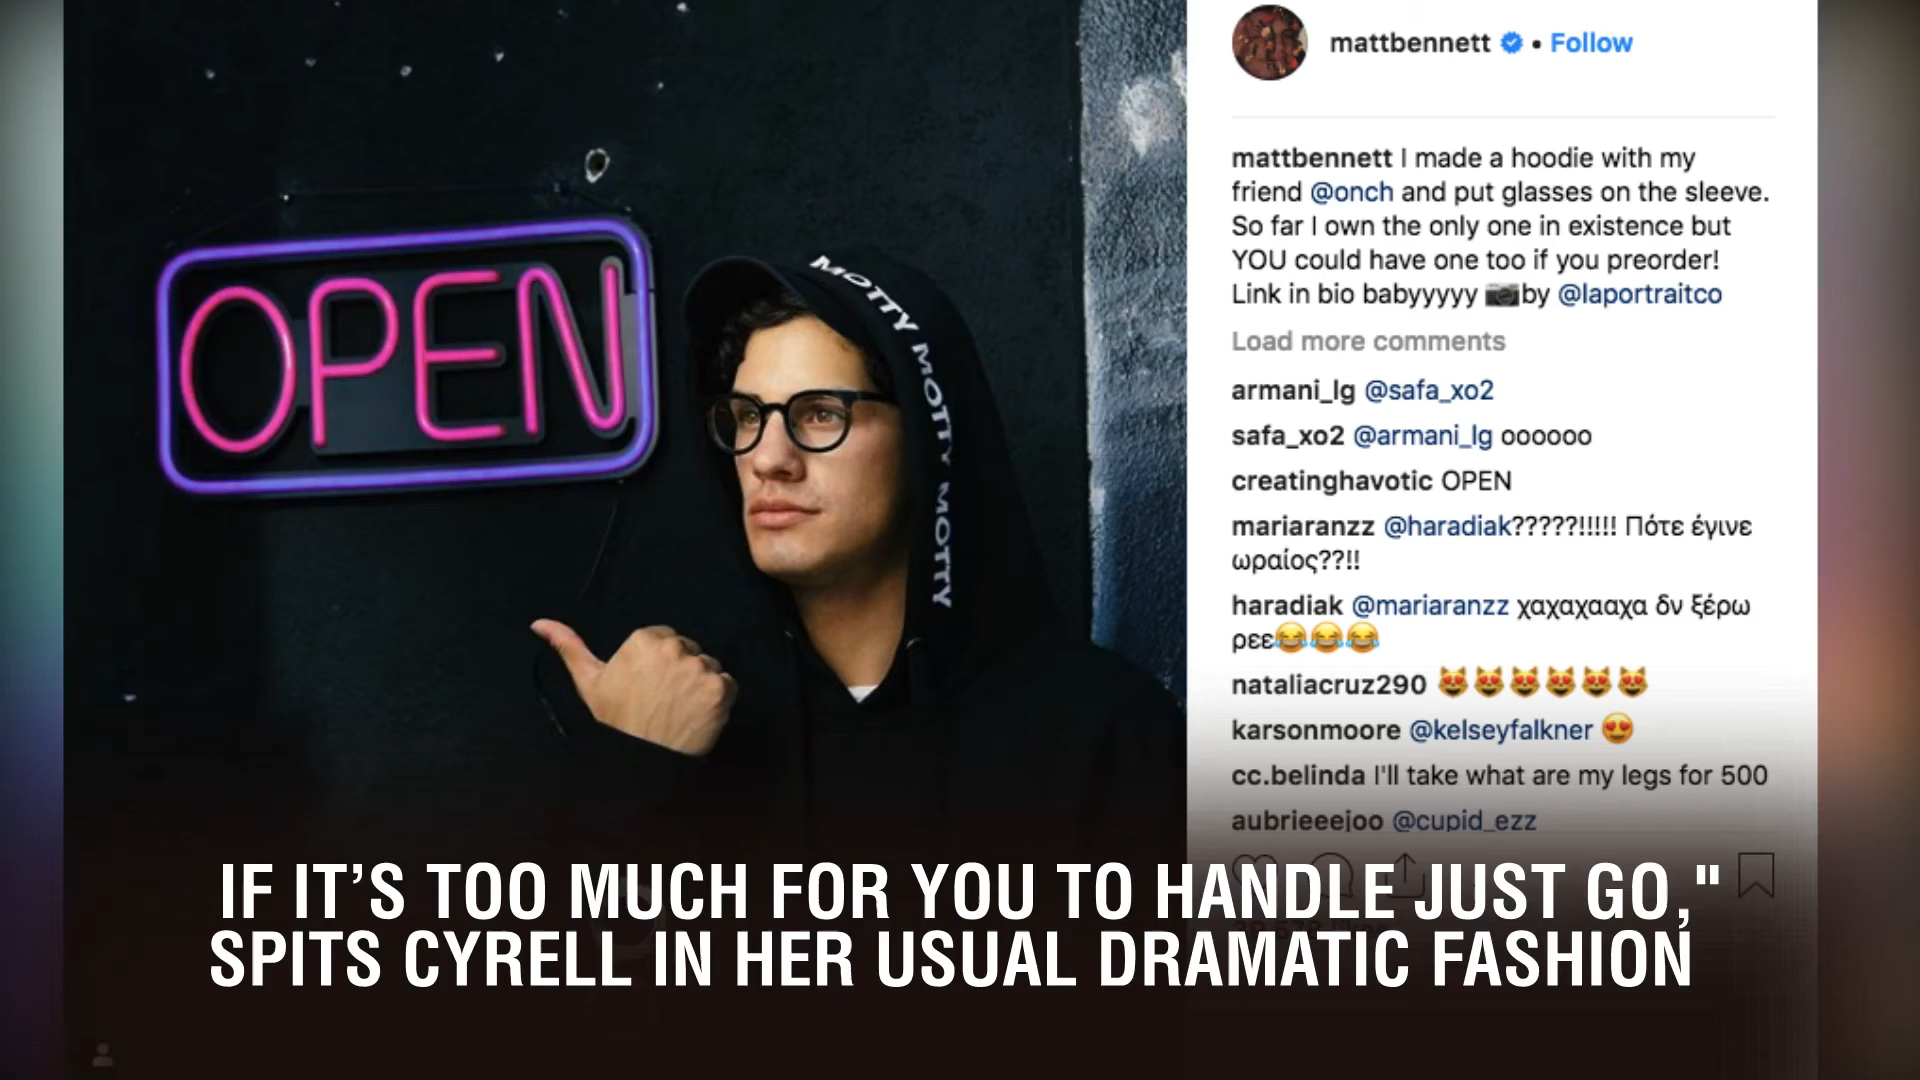 OPEN
MOTTY MOTTY MOTTY
mattbennett • Follow
mattbennett I made a hoodie with my
friend @onch and put glasses on the sleeve.
So far I own the only one in existence but
YOU could have one too if you preorder!
Link in bio babyyyyy 📷by @laportraitco
Load more comments
armani_lg @safa_xo2
safa_xo2 @armani_lg oooooo
creatinghavotic OPEN
mariaranzz @haradiak?????!!!!! Πότε έγινε
ωραίος??!!
haradiak @mariaranzz χαχαχααχα δν ξέρω
ρεε😂😂😂
nataliacruz290 😻😻😻😻😻😻
karsonmoore @kelseyfalkner 😍
cc.belinda I'll take what are my legs for 500
aubrieeejoo @cupid_ezz
IF IT’S TOO MUCH FOR YOU TO HANDLE JUST GO,"
SPITS CYRELL IN HER USUAL DRAMATIC FASHION